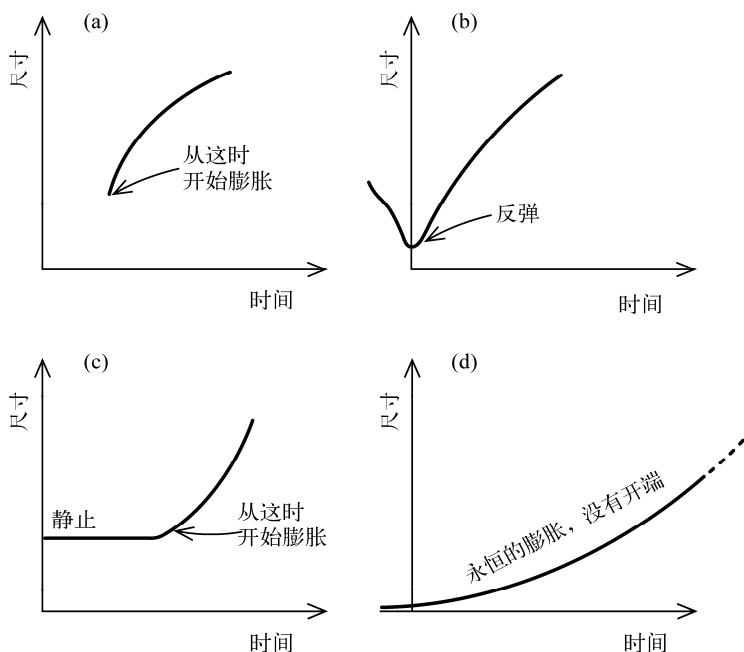 (a)
尺寸
从这时
开始膨胀
时间
(b)
尺寸
反弹
时间
(c)
尺寸
静止
从这时
开始膨胀
时间
(d)
尺寸
永恒的膨胀，没有开端
时间